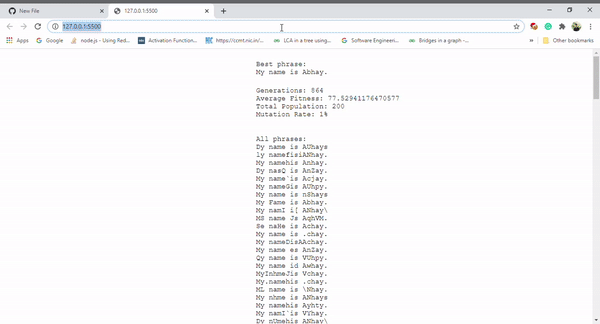 New File
127.0.0.1:5500
127.0.0.1:5500
Apps
Google
node.js - Using Red...
Activation Function...
https://ccmt.nic.in/...
LCA in a tree using...
Software Engineeri...
Bridges in a graph -...
»
Other bookmarks
Best phrase:
My name is Abhay.
Generations: 864
Average Fitness: 77.52941176470577
Total Population: 200
Mutation Rate: 1%
All phrases:
Dy name is AUhays
ly namefisiANhay.
My namehis Anhay.
Dy nasQ is AnZay.
My name`is Acjay.
My nameGis AUhpy.
My name is nShays
My Fame is Abhay.
My namI i[ ANhay\
MS name Js AqhVM.
Se naHe is Achay.
My name is .chay.
My nameDisAAchay.
My name es AnZay.
Qy name is VUhpy.
My name id Awhay.
MyInhmeJis Vchay.
My.namehis .chay.
ML name is \Nhay.
My nhme is ANhays
My namehis Ayhty.
My namI`is VYhay.
Dy nUmehis ANhay\